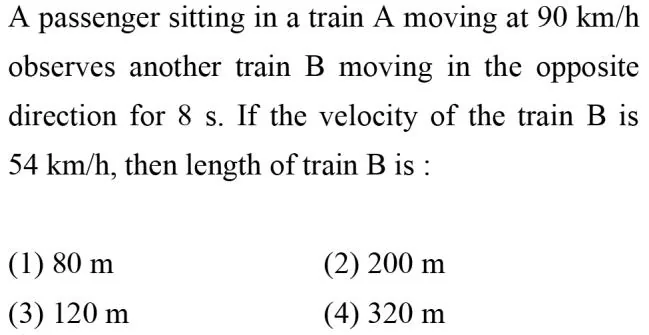 A passenger sitting in a train A moving at 90 km/h
observes another train B moving in the opposite
direction for 8 s. If the velocity of the train B is
54 km/h, then length of train B is :
(1) 80 m (2) 200 m
(3) 120 m (4) 320 m